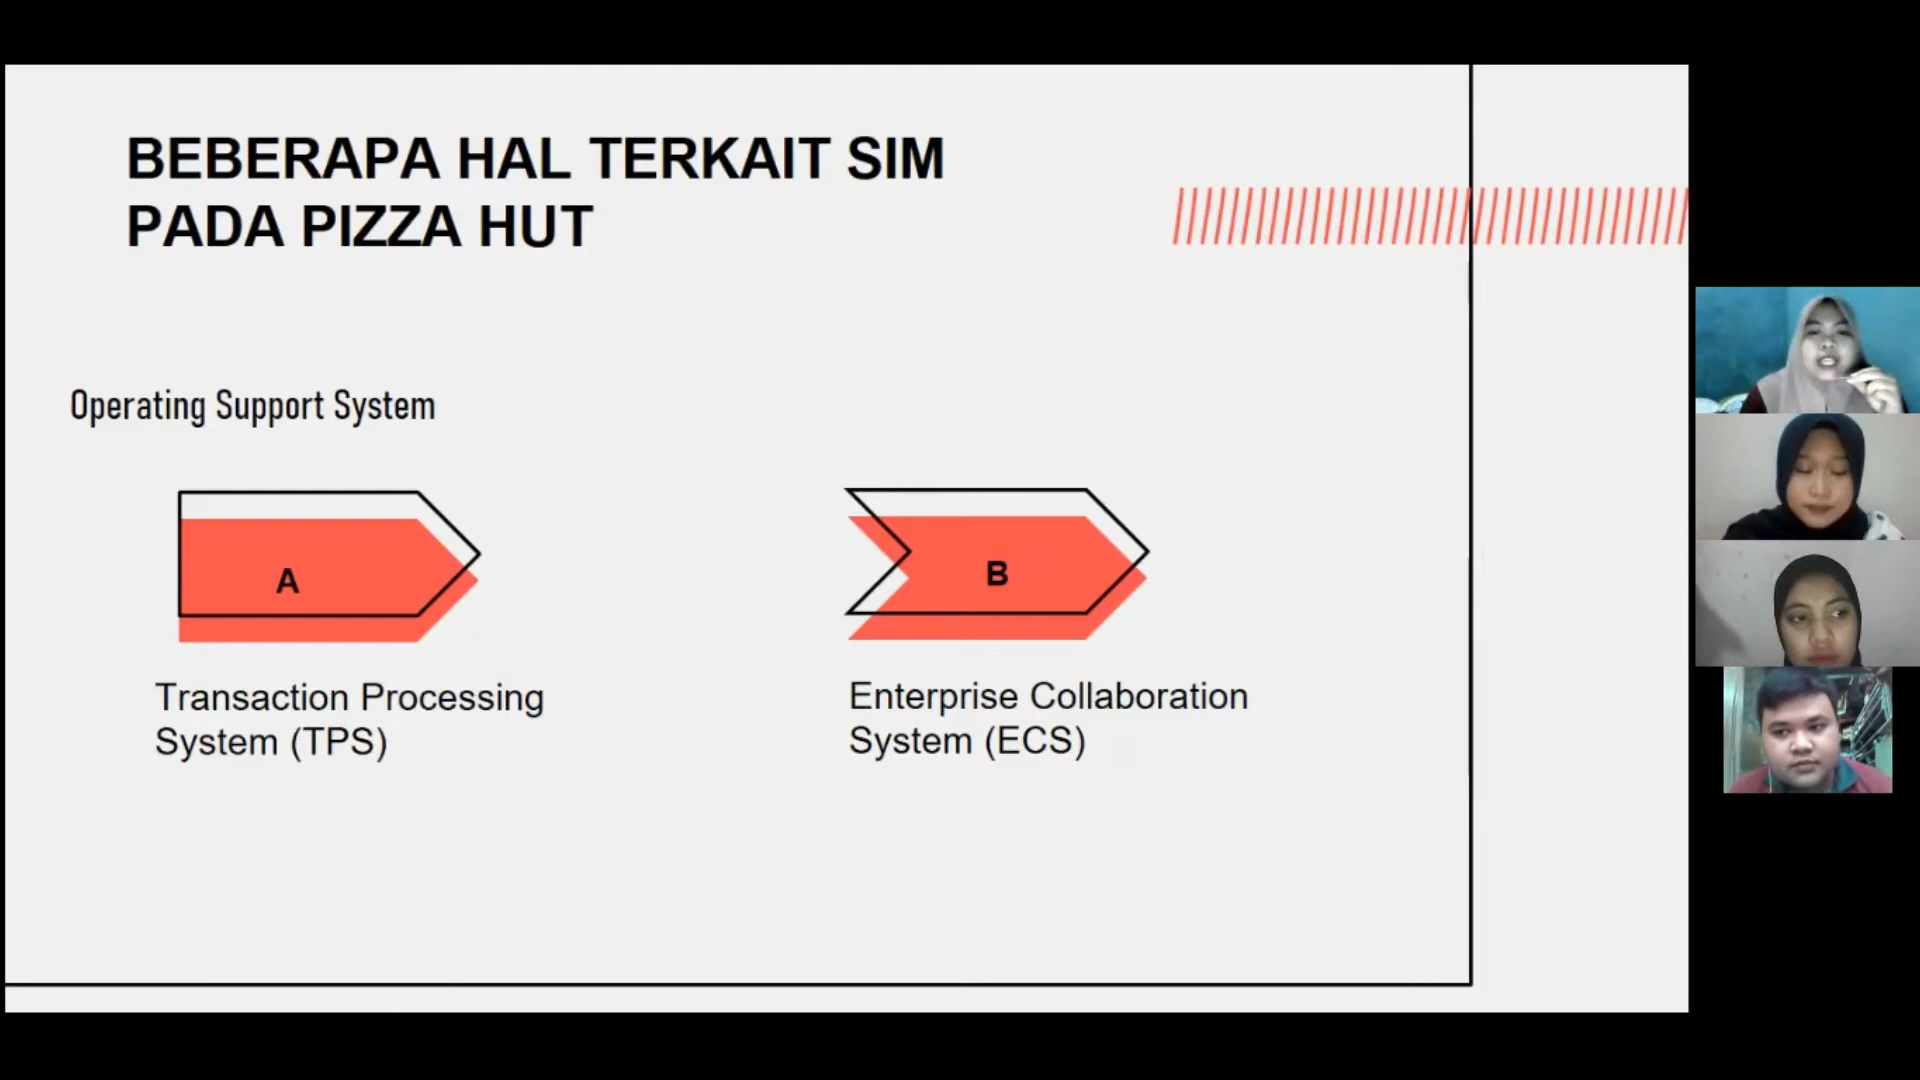 BEBERAPA HAL TERKAIT SIM
PADA PIZZA HUT
Operating Support System
A
B
Transaction Processing
System (TPS)
Enterprise Collaboration
System (ECS)